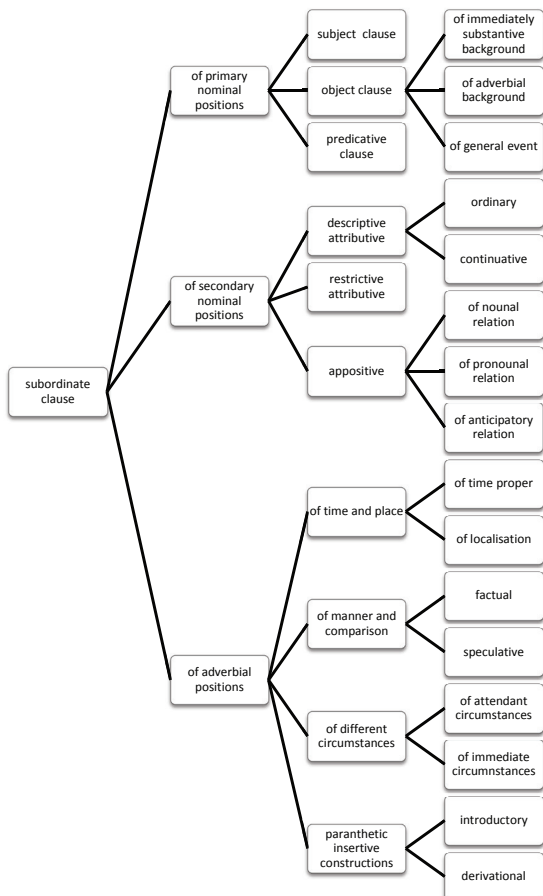 subordinate
clause
of primary
nominal
positions
subject clause
object clause
of immediately
substantive
background
of adverbial
background
of general event
predicative
clause
of secondary
nominal
positions
descriptive
attributive
ordinary
continuative
restrictive
attributive
appositive
of nounal
relation
of pronounal
relation
of anticipatory
relation
of adverbial
positions
of time and place
of time proper
of localisation
of manner and
comparison
factual
speculative
of different
circumstances
of attendant
circumstances
of immediate
circumnstances
paranthetic
insertive
constructions
introductory
derivational